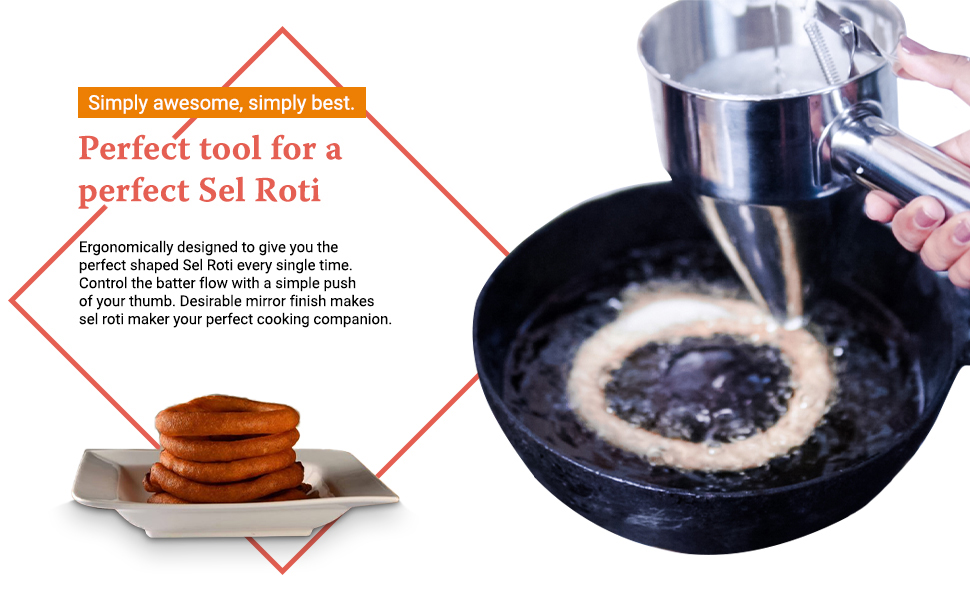 Simply awesome, simply best.
Perfect tool for a
perfect Sel Roti
Ergonomically designed to give you the
perfect shaped Sel Roti every single time.
Control the batter flow with a simple push
of your thumb. Desirable mirror finish makes
sel roti maker your perfect cooking companion.